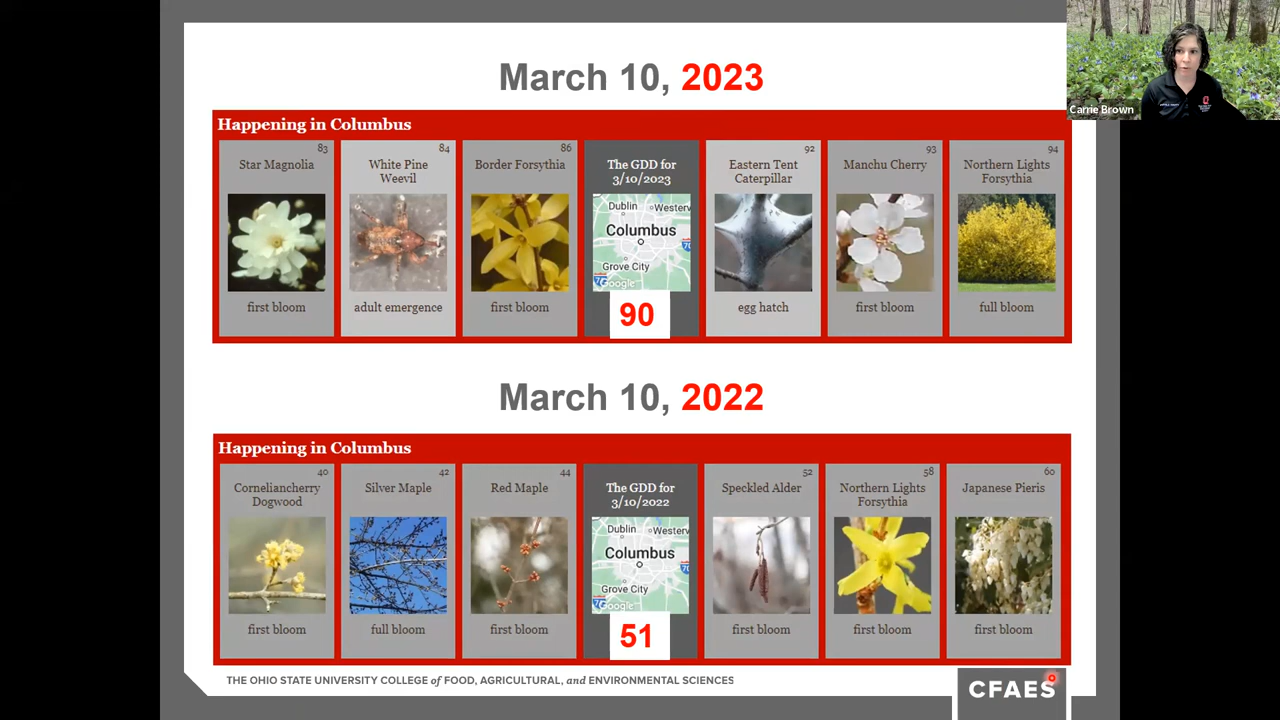 March 10, 2023
Carrie Brown
Happening in Columbus
83
Star Magnolia
first bloom
84
White Pine
Weevil
adult emergence
86
Border Forsythia
first bloom
The GDD for
3/10/2023
Dublin
Westerv
Columbus
70
Grove City
Google
90
92
Eastern Tent
Caterpillar
egg hatch
93
Manchu Cherry
first bloom
94
Northern Lights
Forsythia
full bloom
March 10, 2022
Happening in Columbus
40
Corneliancherry
Dogwood
first bloom
42
Silver Maple
full bloom
44
Red Maple
first bloom
The GDD for
3/10/2022
Dublin
Westerv
Columbus
70
Grove City
Google
51
52
Speckled Alder
first bloom
58
Northern Lights
Forsythia
first bloom
60
Japanese Pieris
first bloom
THE OHIO STATE UNIVERSITY COLLEGE of FOOD, AGRICULTURAL, and ENVIRONMENTAL SCIENCES
CFAES